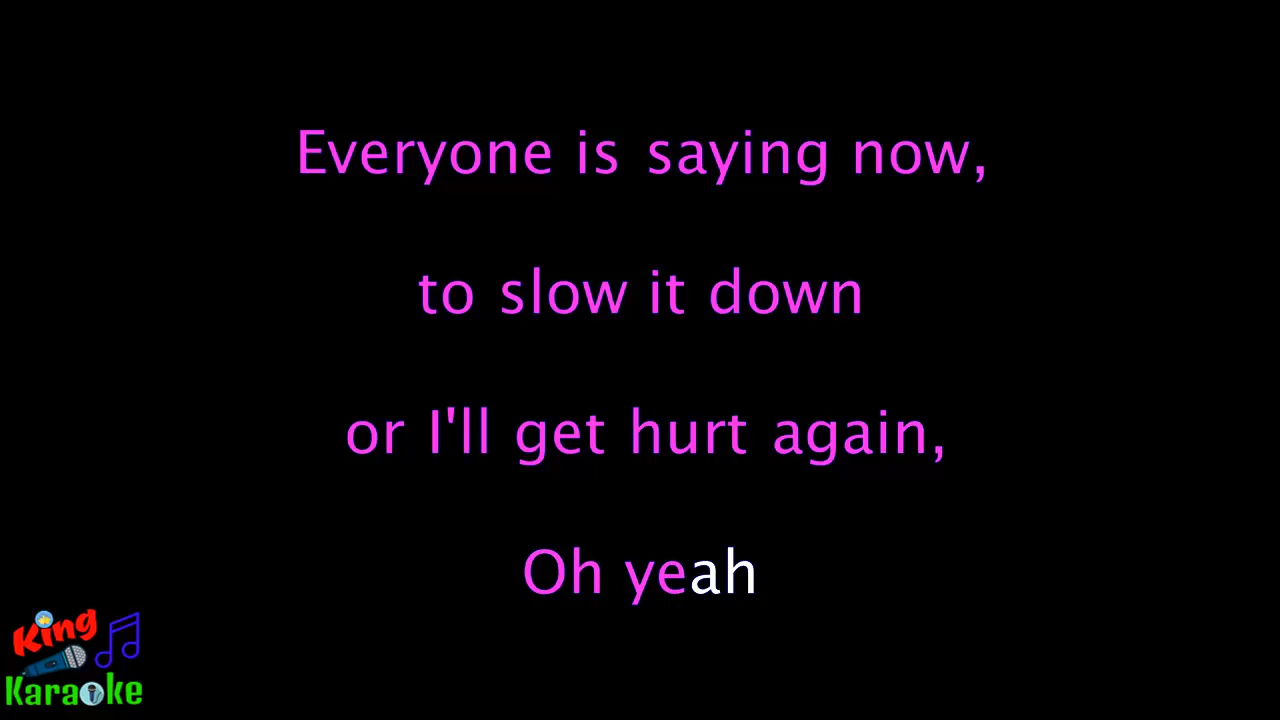 Everyone is saying now,
to slow it down
or I'll get hurt again,
Oh yeah
King
Karaoke